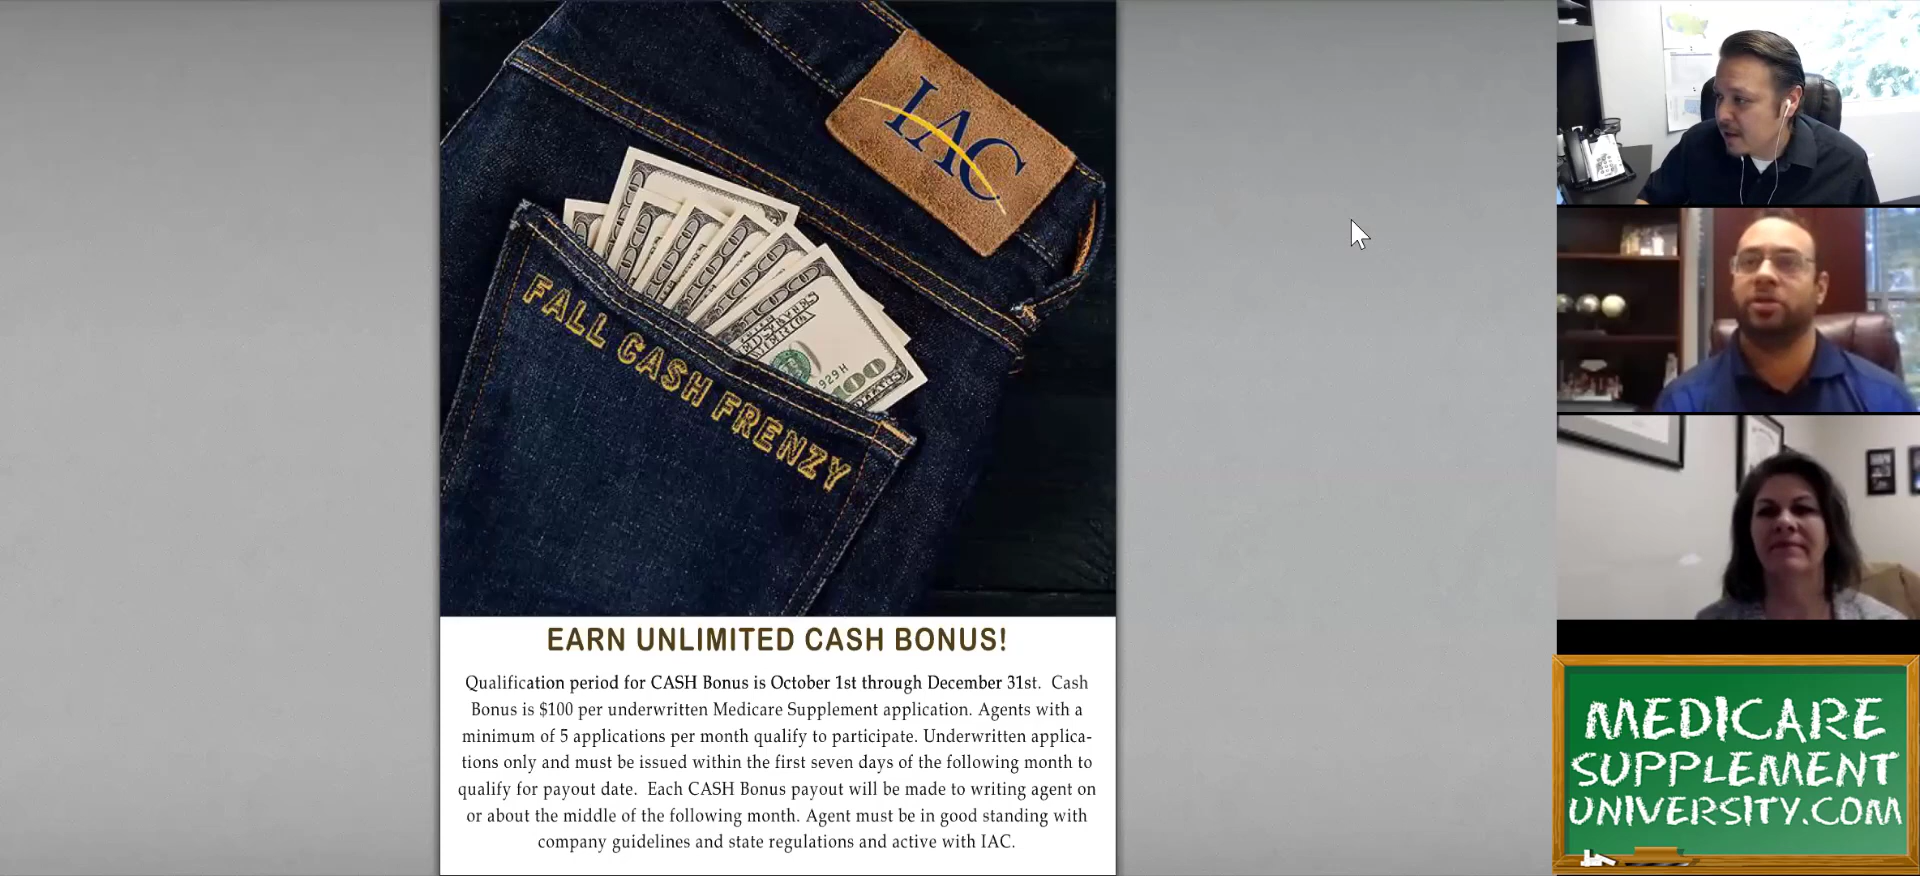 IAC
FALL CASH FRENZY
EARN UNLIMITED CASH BONUS!
Qualification period for CASH Bonus is October 1st through December 31st. Cash
Bonus is $100 per underwritten Medicare Supplement application. Agents with a
minimum of 5 applications per month qualify to participate. Underwritten applica-
tions only and must be issued within the first seven days of the following month to
qualify for payout date. Each CASH Bonus payout will be made to writing agent on
or about the middle of the following month. Agent must be in good standing with
company guidelines and state regulations and active with IAC.
MEDICARE
SUPPLEMENT
UNIVERSITY.COM